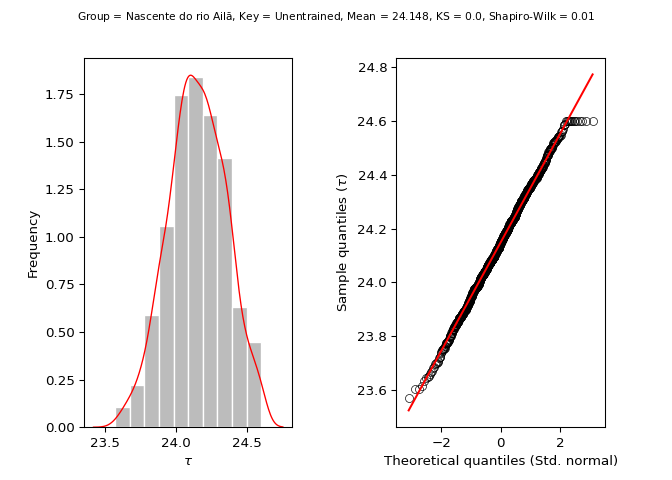 Group = Nascente do rio Ailã, Key = Unentrained, Mean = 24.148, KS = 0.0, Shapiro-Wilk = 0.01
Frequency
1.75
1.50
1.25
1.00
0.75
0.50
0.25
0.00
23.5 24.0 24.5
τ
Sample quantiles (τ)
24.8
24.6
24.4
24.2
24.0
23.8
23.6
−2 0 2
Theoretical quantiles (Std. normal)